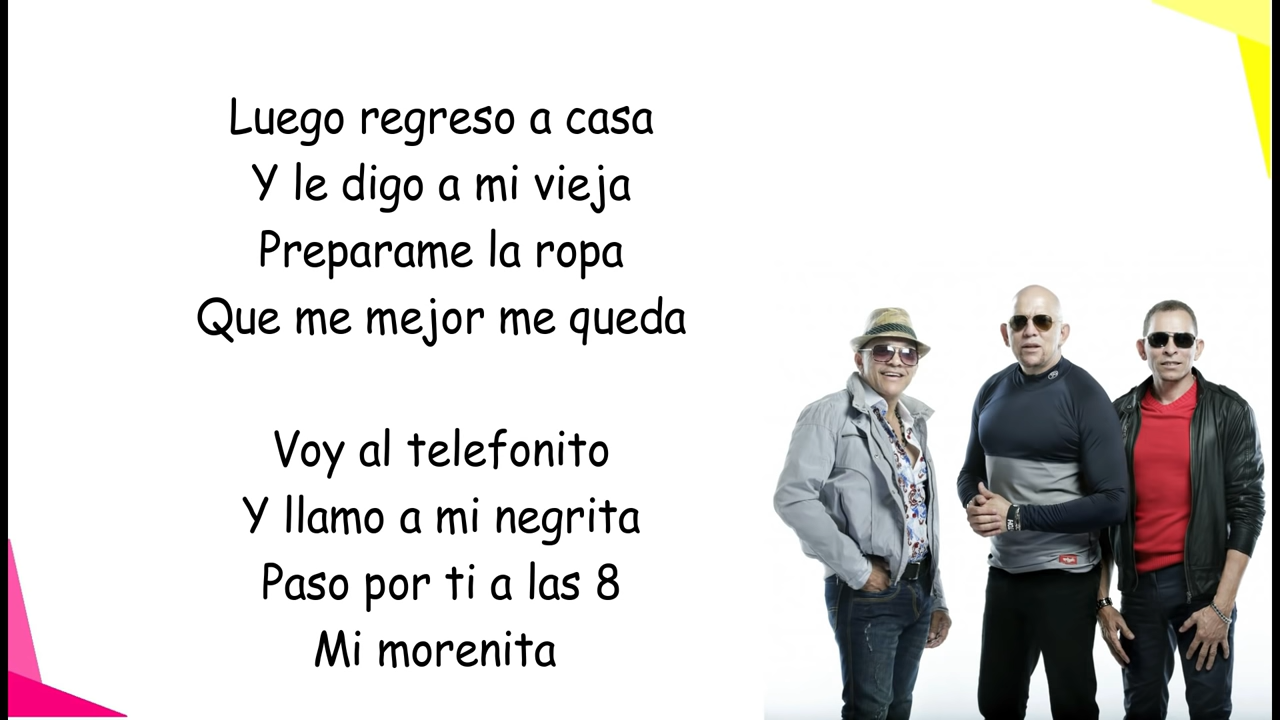 Luego regreso a casa
Y le digo a mi vieja
Preparame la ropa
Que me mejor me queda
Voy al telefonito
Y llamo a mi negrita
Paso por ti a las 8
Mi morenita